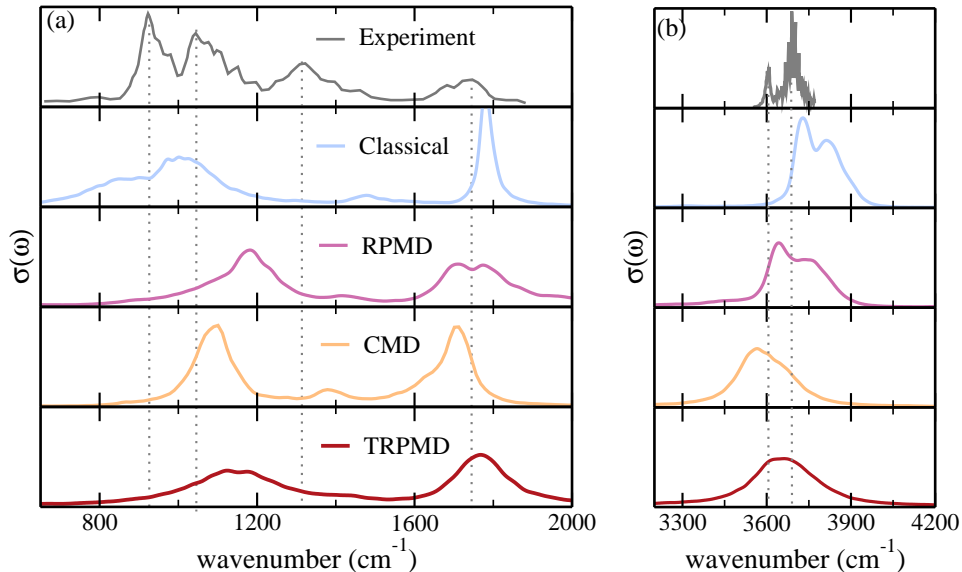 (a)
Experiment
Classical
RPMD
CMD
TRPMD
σ(ω)
800 1200 1600 2000
wavenumber (cm⁻¹)
(b)
σ(ω)
3300 3600 3900 4200
wavenumber (cm⁻¹)